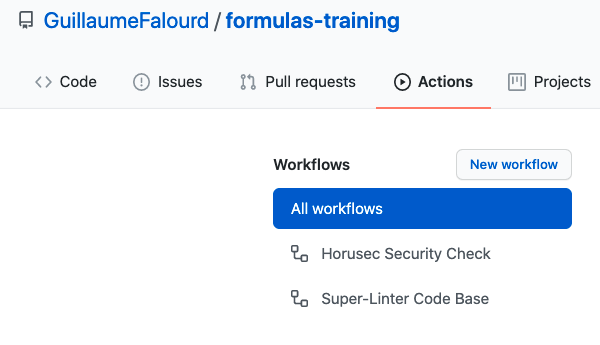 GuillaumeFalourd / formulas-training
Code Issues Pull requests Actions Projects
Workflows New workflow
All workflows
Horusec Security Check
Super-Linter Code Base